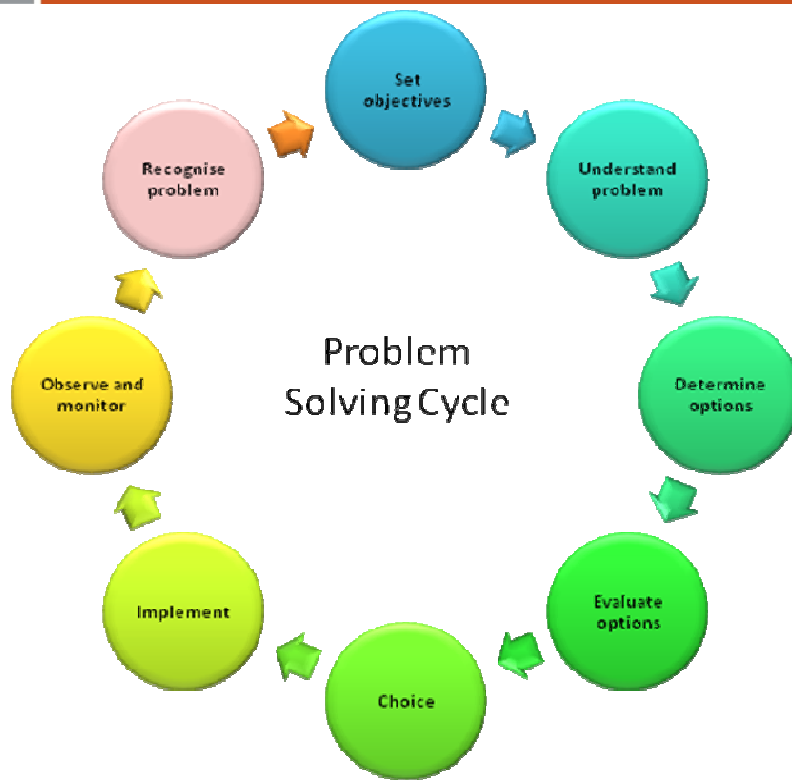 Set
objectives
Recognise
problem
Understand
problem
Observe and
monitor
Problem
Solving Cycle
Determine
options
Implement
Evaluate
options
Choice